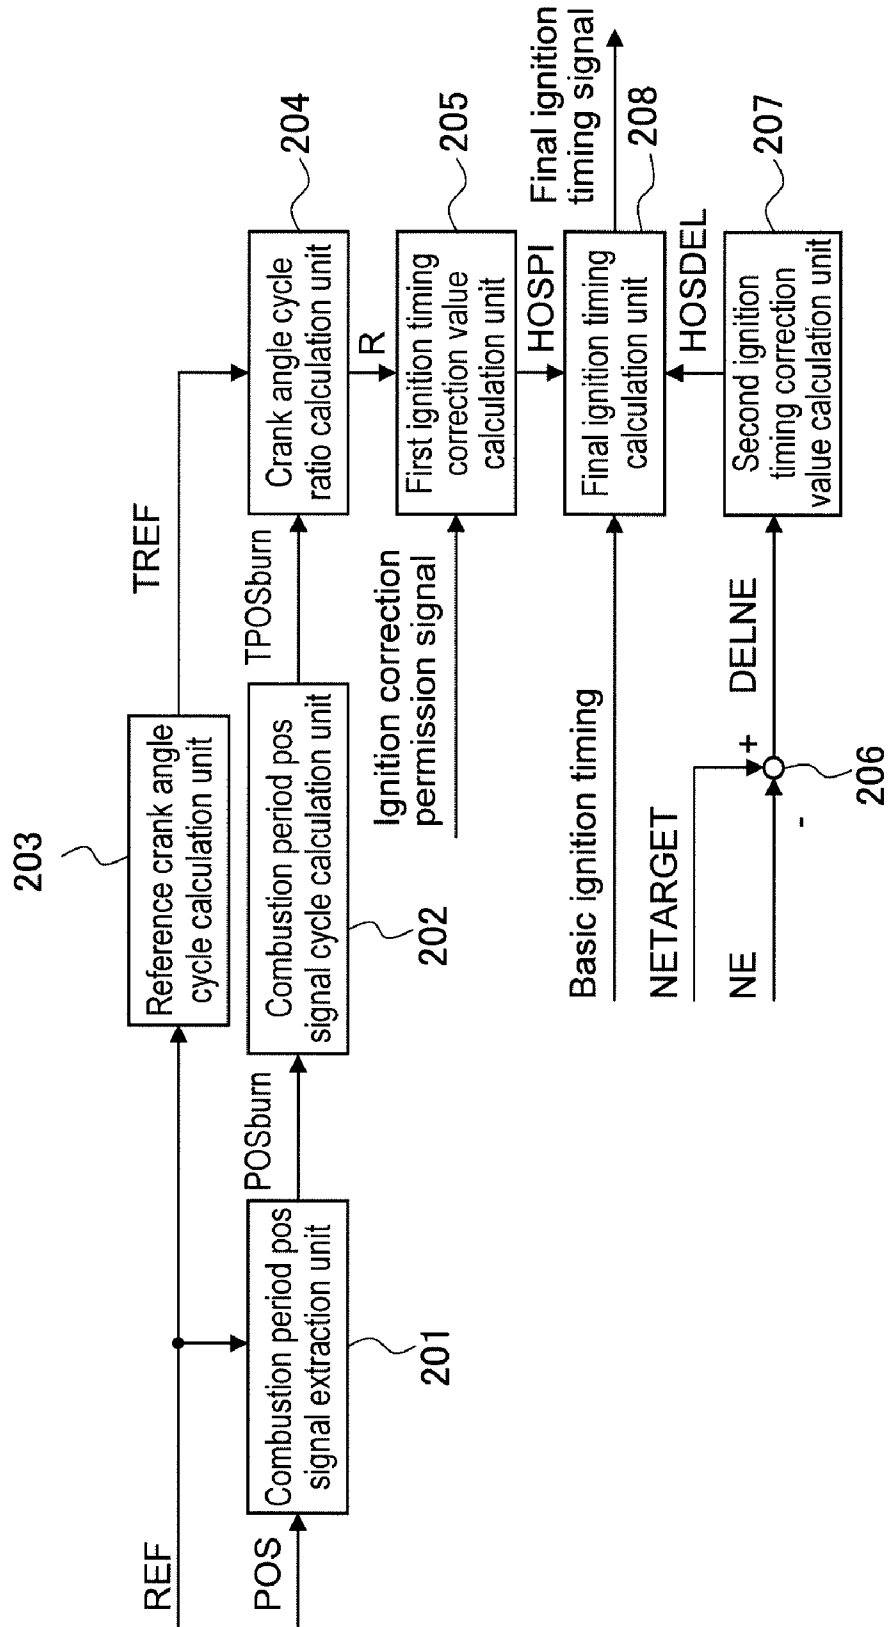 REF
POS
Combustion period pos
signal extraction unit
201
POSburn
Reference crank angle
cycle calculation unit
203
Combustion period pos
signal cycle calculation unit
202
TREF
TPOSburn
Crank angle cycle
ratio calculation unit
204
R
Ignition correction
permission signal
First ignition timing
correction value
calculation unit
205
HOSPI
Basic ignition timing
Final ignition timing
calculation unit
208
Final ignition
timing signal
HOSDEL
NETARGET
NE
+
-
206
DELNE
Second ignition
timing correction
value calculation unit
207